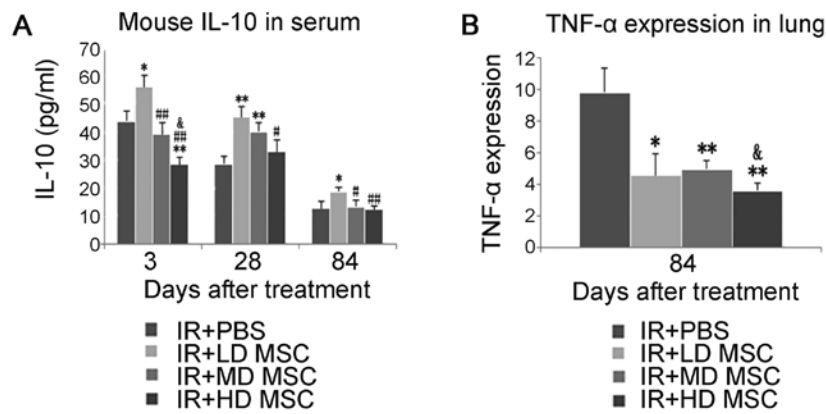 A
Mouse IL-10 in serum
IL-10 (pg/ml)
70
60
50
40
30
20
10
0
*
##
&
##
**
**
**
#
*
#
##
3 28 84
Days after treatment
IR+PBS
IR+LD MSC
IR+MD MSC
IR+HD MSC
B
TNF-α expression in lung
TNF-α expression
12
10
8
6
4
2
0
*
**
&
**
84
Days after treatment
IR+PBS
IR+LD MSC
IR+MD MSC
IR+HD MSC